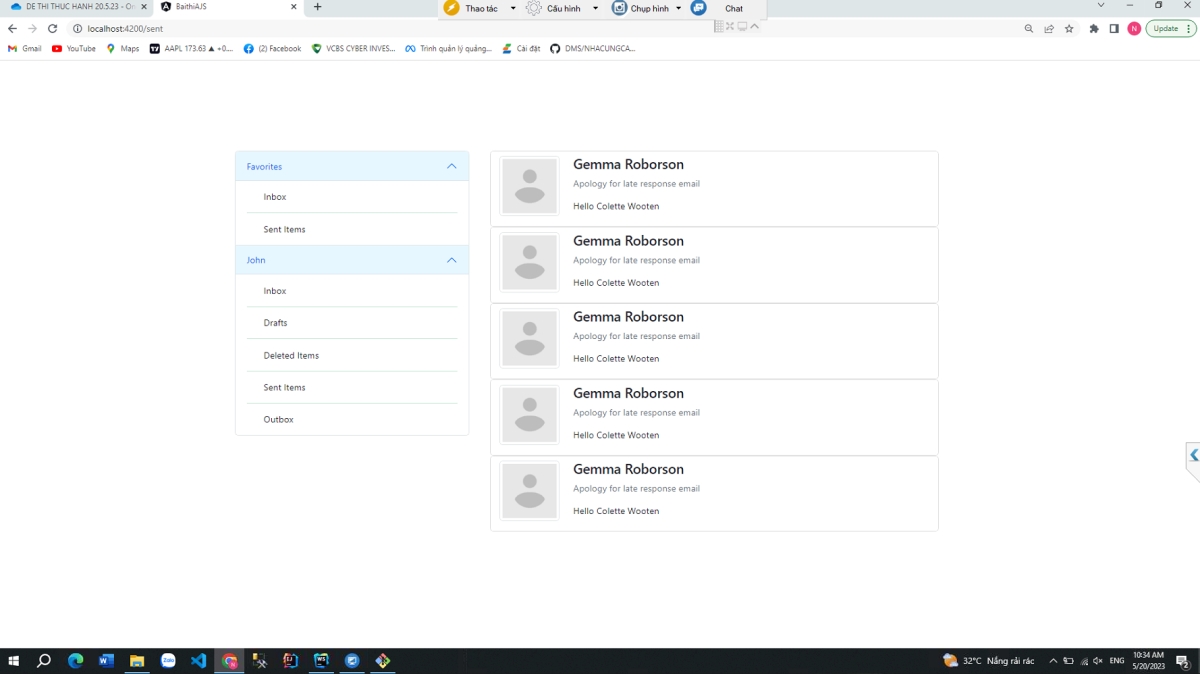 DE THI THUC HANH 20.5.23 - On
BaithiAJS
Thao tác
Cấu hình
Chụp hình
Chat
localhost:4200/sent
N
Update
Gmail
YouTube
Maps
AAPL 173.63 ▲ +0....
(2) Facebook
VCBS CYBER INVES...
Trình quản lý quảng...
Cài đặt
DMS/NHACUNGCA...
Favorites
Inbox
Sent Items
John
Inbox
Drafts
Deleted Items
Sent Items
Outbox
Gemma Roborson
Apology for late response email
Hello Colette Wooten
Gemma Roborson
Apology for late response email
Hello Colette Wooten
Gemma Roborson
Apology for late response email
Hello Colette Wooten
Gemma Roborson
Apology for late response email
Hello Colette Wooten
Gemma Roborson
Apology for late response email
Hello Colette Wooten
Zalo
32°C Nắng rải rác
ENG
10:34 AM
5/20/2023
2